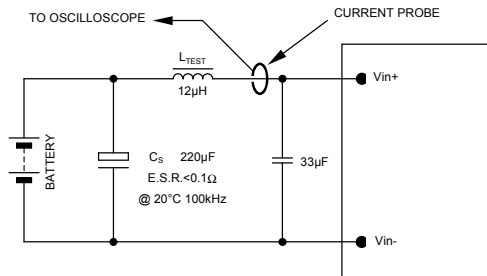 TO OSCILLOSCOPE
CURRENT PROBE
LTEST
12µH
Vin+
BATTERY
CS 220µF
E.S.R.<0.1Ω
@ 20°C 100kHz
33µF
Vin-